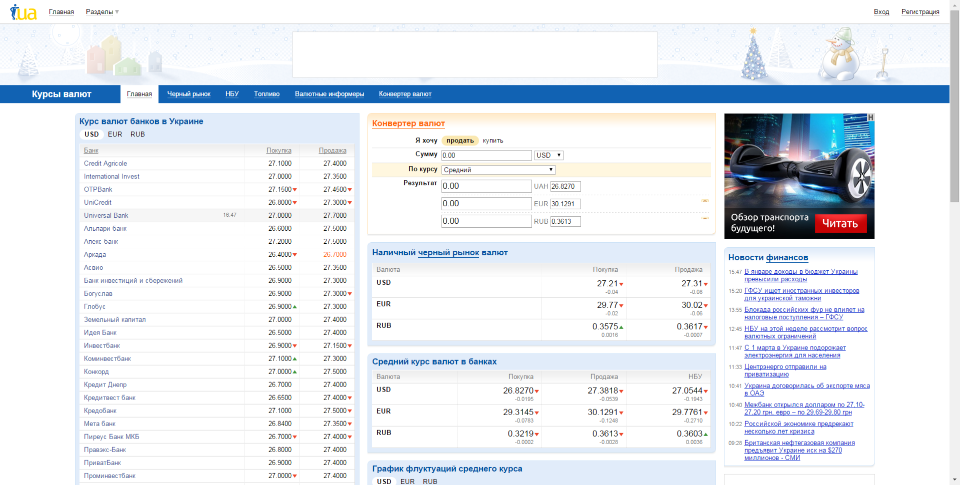 ua
Главная Разделы Вход Регистрация
Курсы валют Главная Черный рынок НБУ Топливо Валютные информеры Конвертер валют
Курс валют банков в Украине
USD EUR RUB
Банк Покупка Продажа
Credit Agricole 27.1000 27.4000
International Invest 27.0000 27.3500
OTPBank 27.1500 27.4500
UniCredit 26.8000 27.3000
Universal Bank 16:47 27.0000 27.7000
Альпари банк 26.6000 27.5000
Апекс-банк 27.2000 27.5000
Аркада 26.4000 26.7000
Асвио 26.5000 27.3500
Банк инвестиций и сбережений 26.5000 27.3000
Богуслав 26.9000 27.3000
Глобус 26.9000 27.3000
Земельный капитал 27.0000 27.4000
Идея Банк 26.5000 27.4000
Инвестбанк 26.9000 27.1500
Коминвестбанк 27.1000 27.3000
Конкорд 27.0000 27.5000
Кредит Днепр 26.7000 27.4000
Кредитвест банк 26.6500 27.4000
Кредобанк 27.1000 27.5000
Мета банк 26.8400 27.3500
Пиреус Банк МКБ 26.7000 27.4000
Правэкс-Банк 26.8000 27.4000
ПриватБанк 26.9000 27.4000
Проминвестбанк 27.0000 27.4000
Конвертер валют
Я хочу продать купить
Сумму 0.00 USD
По курсу Средний
Результат 0.00 UAH 26.8270
0.00 EUR 30.1291
0.00 RUB 0.3613
Наличный черный рынок валют
Валюта Покупка Продажа
USD 27.21 27.31
-0.04
EUR 29.77 30.02
-0.02
RUB 0.3575 0.3617
0.0016 -0.0007
Средний курс валют в банках
Валюта Покупка Продажа НБУ
USD 26.8270 27.3818 27.0544
-0.0195 -0.0539 -0.1943
EUR 29.3145 30.1291 29.7761
-0.0783 -0.1248 -0.2710
RUB 0.3219 0.3613 0.3603
-0.0002 -0.0028 0.0036
График флуктуаций среднего курса
USD EUR RUB
Обзор транспорта
будущего! Читать
Новости финансов
15:47 В январе доходы в бюджет Украины
превысили расходы
15:20 ГФСУ ищет иностранных инвесторов
для украинской таможни
13:55 Блокада российских фур не влияет на
налоговые поступления – ГФСУ
12:45 НБУ на этой неделе рассмотрит вопрос
валютных ограничений
11:47 С 1 марта в Украине подорожает
электроэнергия для населения
11:33 Центрэнерго отправили на
приватизацию
10:41 Украина договорилась об экспорте мяса
в ОАЭ
10:40 Межбанк открылся долларом по 27,10-
27,20 грн, евро – по 29,69-29,80 грн
10:22 Российской экономике предрекают
несколько лет кризиса
09:28 Британская нефтегазовая компания
предъявит Украине иск на $270
миллионов - СМИ